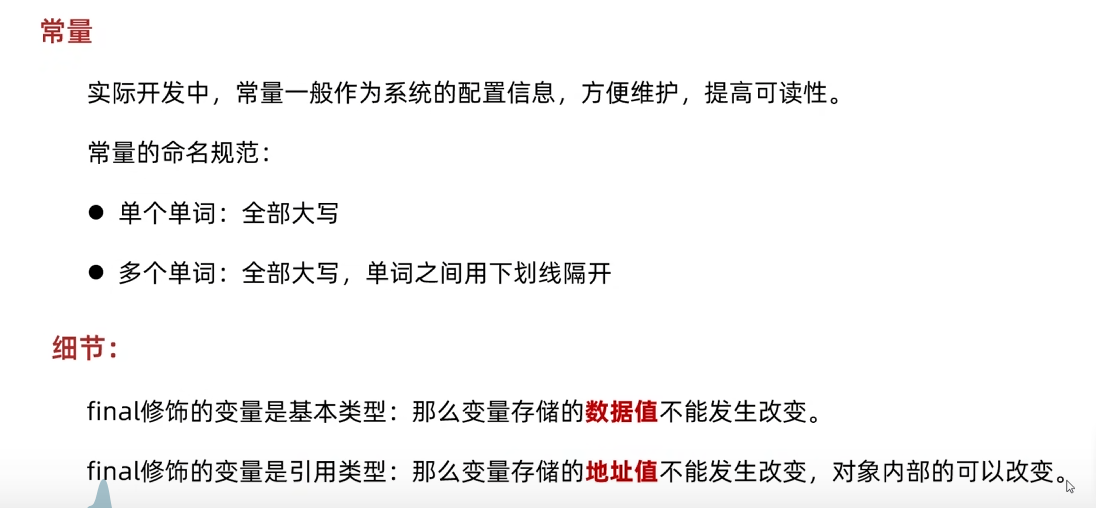 常量
实际开发中，常量一般作为系统的配置信息，方便维护，提高可读性。
常量的命名规范：
● 单个单词：全部大写
● 多个单词：全部大写，单词之间用下划线隔开
细节：
final修饰的变量是基本类型：那么变量存储的数据值不能发生改变。
final修饰的变量是引用类型：那么变量存储的地址值不能发生改变，对象内部的可以改变。